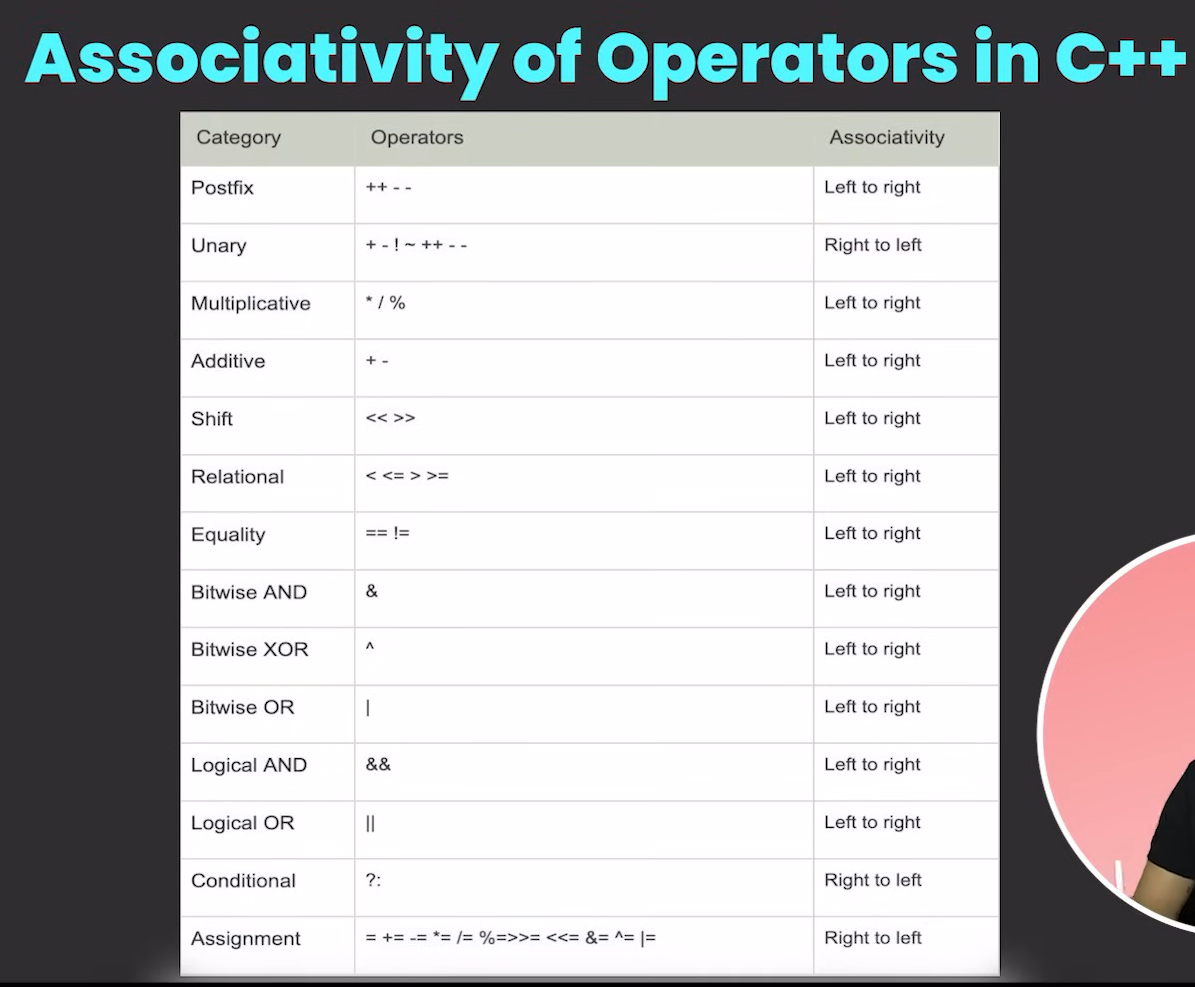 Associativity of Operators in C++
Category Operators Associativity
Postfix ++ - - Left to right
Unary + - ! ~ ++ - - Right to left
Multiplicative * / % Left to right
Additive + - Left to right
Shift << >> Left to right
Relational < <= > >= Left to right
Equality == != Left to right
Bitwise AND & Left to right
Bitwise XOR ^ Left to right
Bitwise OR | Left to right
Logical AND && Left to right
Logical OR || Left to right
Conditional ?: Right to left
Assignment = += -= *= /= %=>>= <<= &= ^= |= Right to left